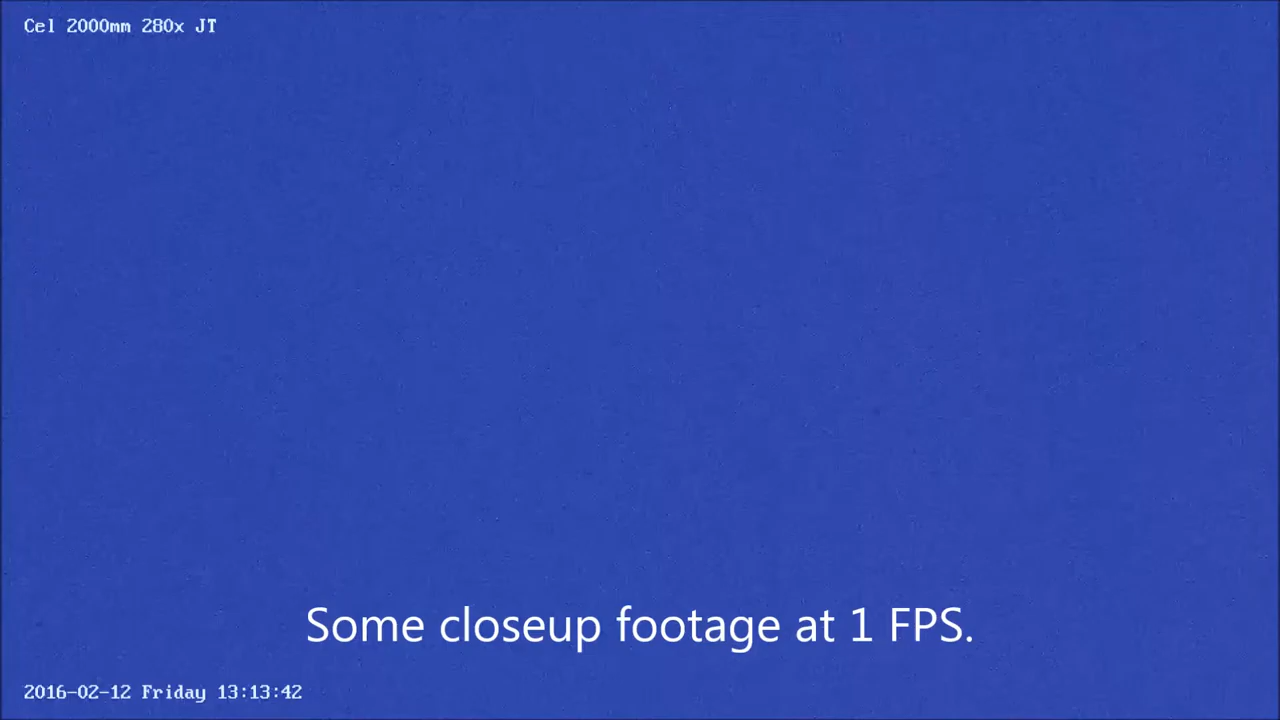 Cel 2000mm 280x JT
Some closeup footage at 1 FPS.
2016-02-12 Friday 13:13:42